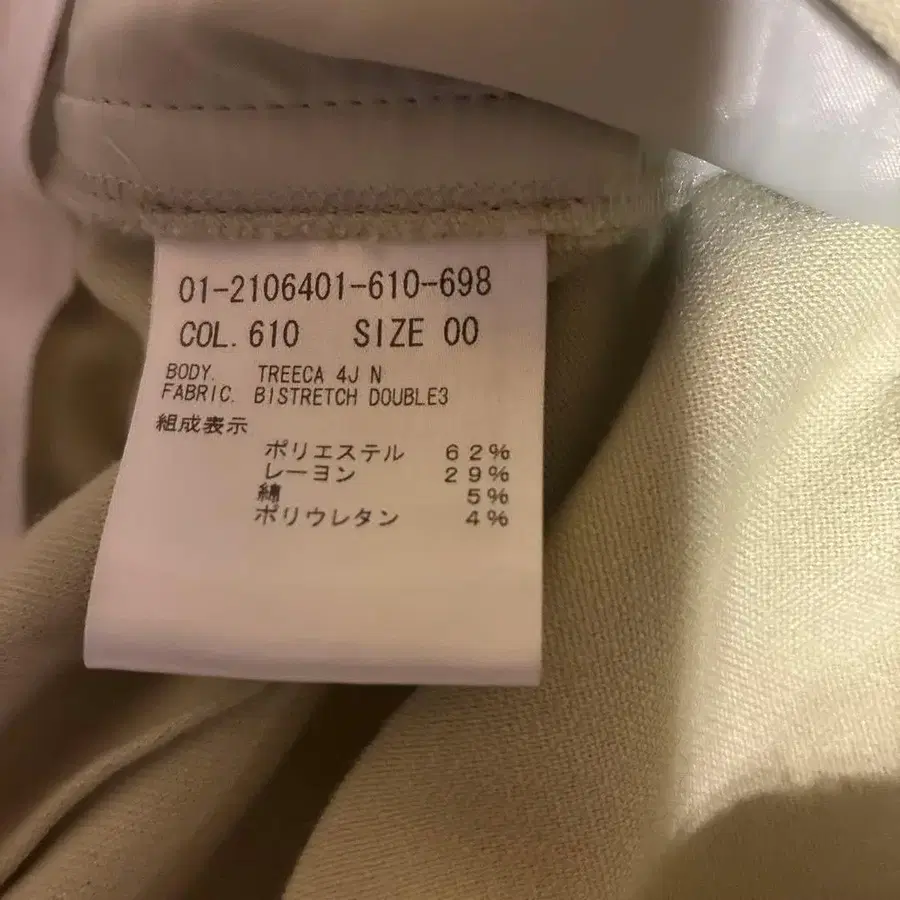 01-2106401-610-698
COL. 610 SIZE 00
BODY. TREECA 4J N
FABRIC. BISTRETCH DOUBLE3
組成表示
ポリエステル 62%
レーヨン 29%
綿 5%
ポリウレタン 4%